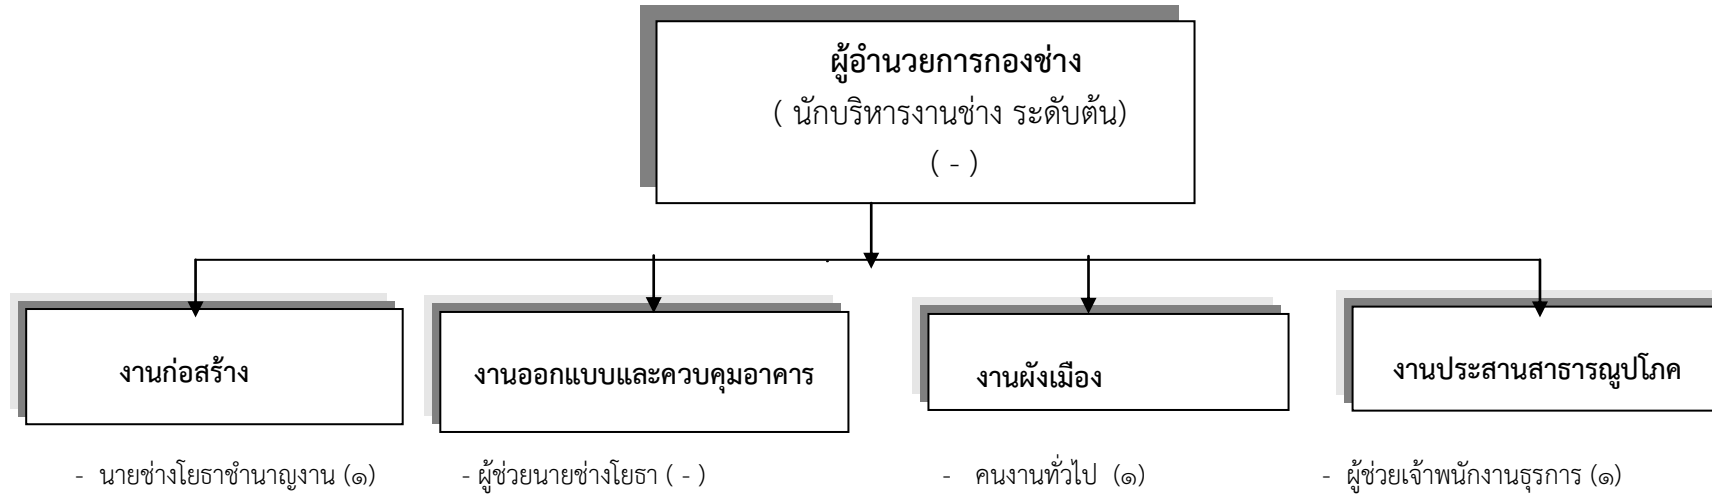 ผู้อำนวยการกองช่าง
( นักบริหารงานช่าง ระดับต้น)
( - )
งานก่อสร้าง
งานออกแบบและควบคุมอาคาร
งานผังเมือง
งานประสานสาธารณูปโภค
- นายช่างโยธาชำนาญงาน (๑)
- ผู้ช่วยนายช่างโยธา ( - )
- คนงานทั่วไป (๑)
- ผู้ช่วยเจ้าพนักงานธุรการ (๑)